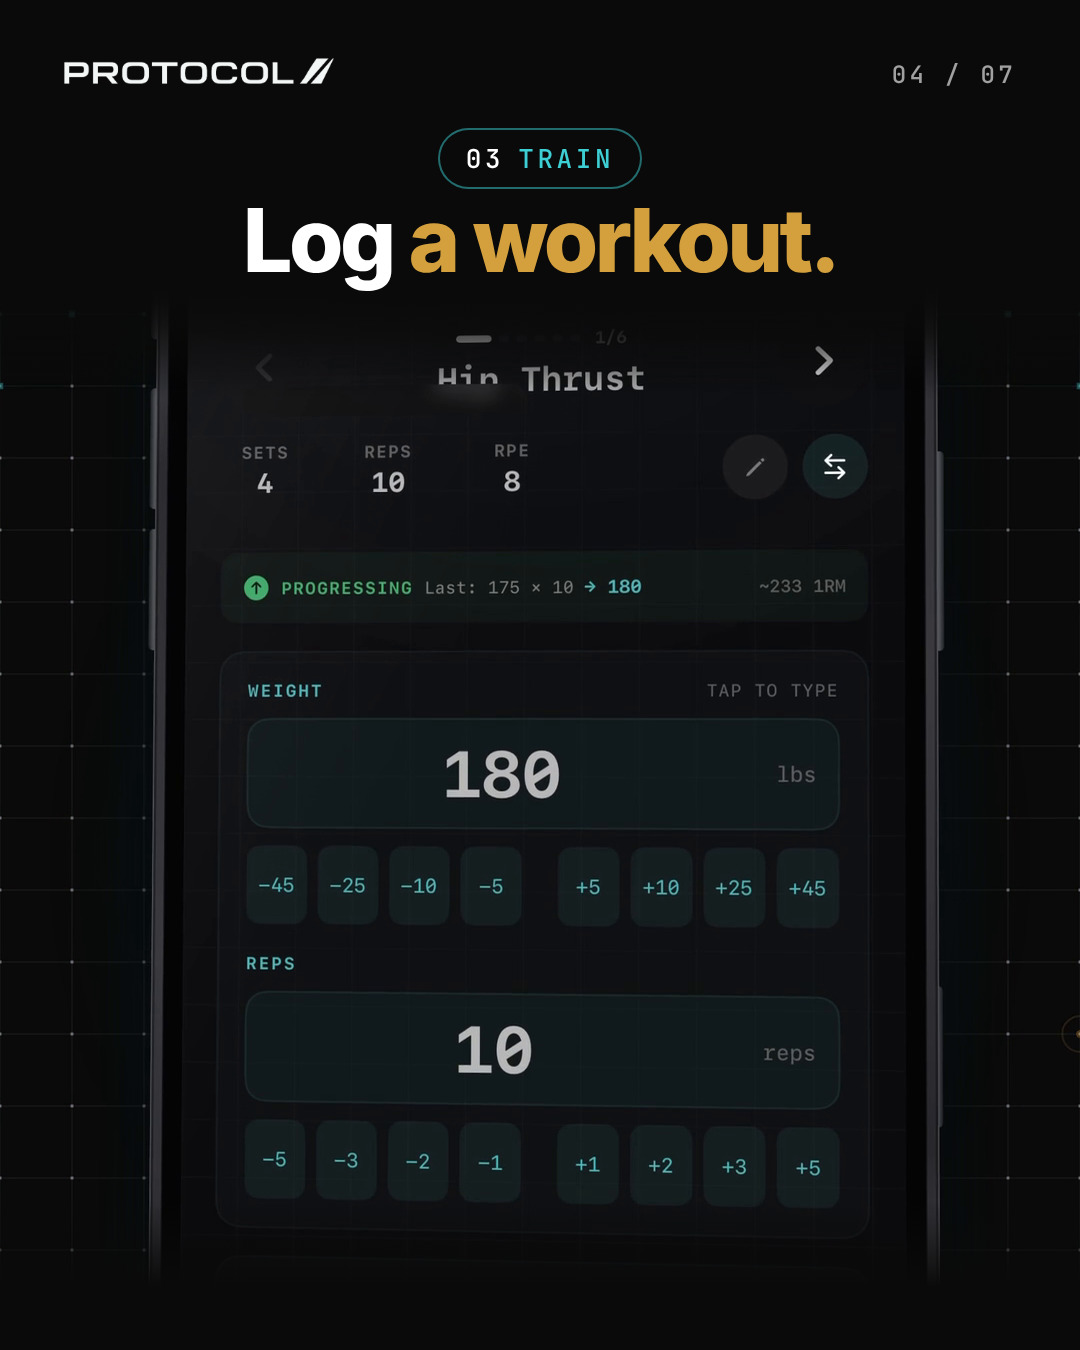 PROTOCOL
04 / 07
03 TRAIN
Log a workout.
1/6
Hip Thrust
SETS REPS RPE
4 10 8
PROGRESSING Last: 175 × 10 → 180 ~233 1RM
WEIGHT TAP TO TYPE
180 lbs
−45 −25 −10 −5 +5 +10 +25 +45
REPS
10 reps
−5 −3 −2 −1 +1 +2 +3 +5